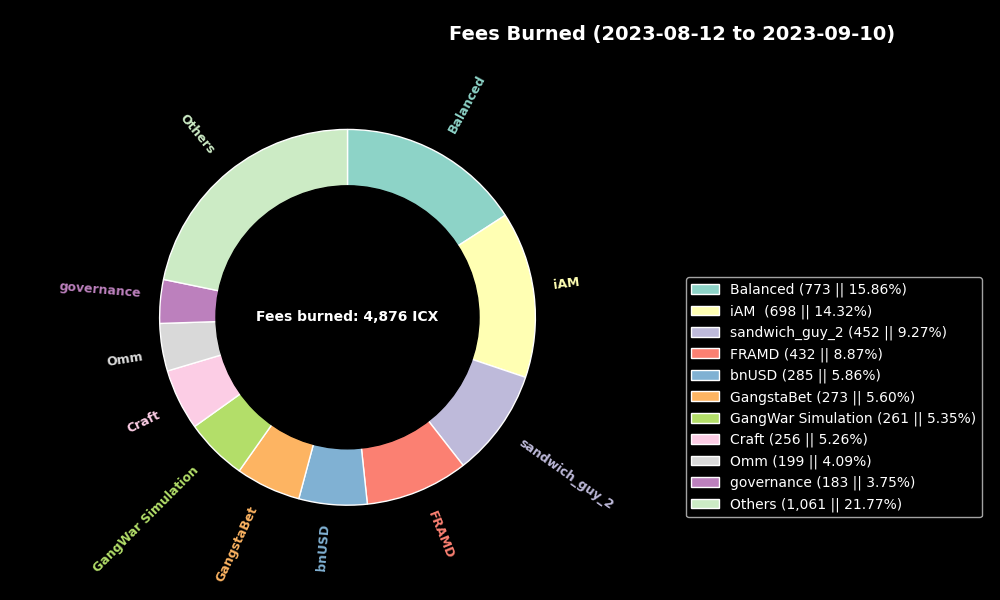 Fees Burned (2023-08-12 to 2023-09-10)
Balanced
Others
iAM
governance
Fees burned: 4,876 ICX
Omm
Craft
sandwich_guy_2
GangWar Simulation
GangstaBet
bnUSD
FRAMD
Balanced (773 || 15.86%)
iAM  (698 || 14.32%)
sandwich_guy_2 (452 || 9.27%)
FRAMD (432 || 8.87%)
bnUSD (285 || 5.86%)
GangstaBet (273 || 5.60%)
GangWar Simulation (261 || 5.35%)
Craft (256 || 5.26%)
Omm (199 || 4.09%)
governance (183 || 3.75%)
Others (1,061 || 21.77%)